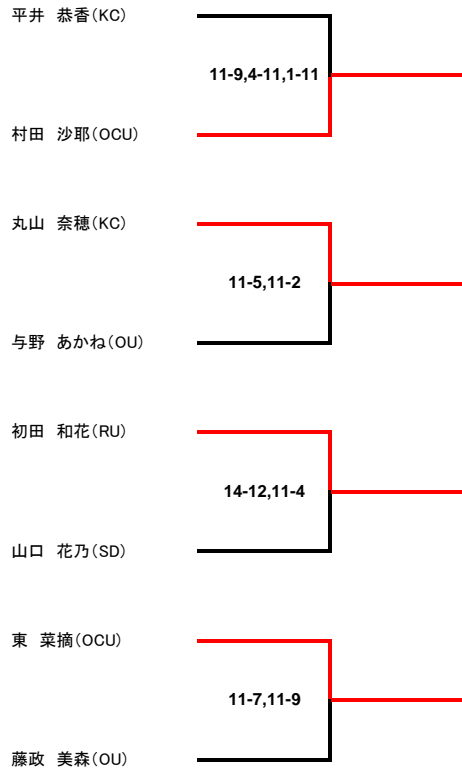 平井　恭香（KC）
11-9,4-11,1-11
村田　沙耶（OCU）
丸山　奈穂（KC）
11-5,11-2
与野　あかね（OU）
初田　和花（RU）
14-12,11-4
山口　花乃（SD）
東　菜摘（OCU）
11-7,11-9
藤政　美森（OU）